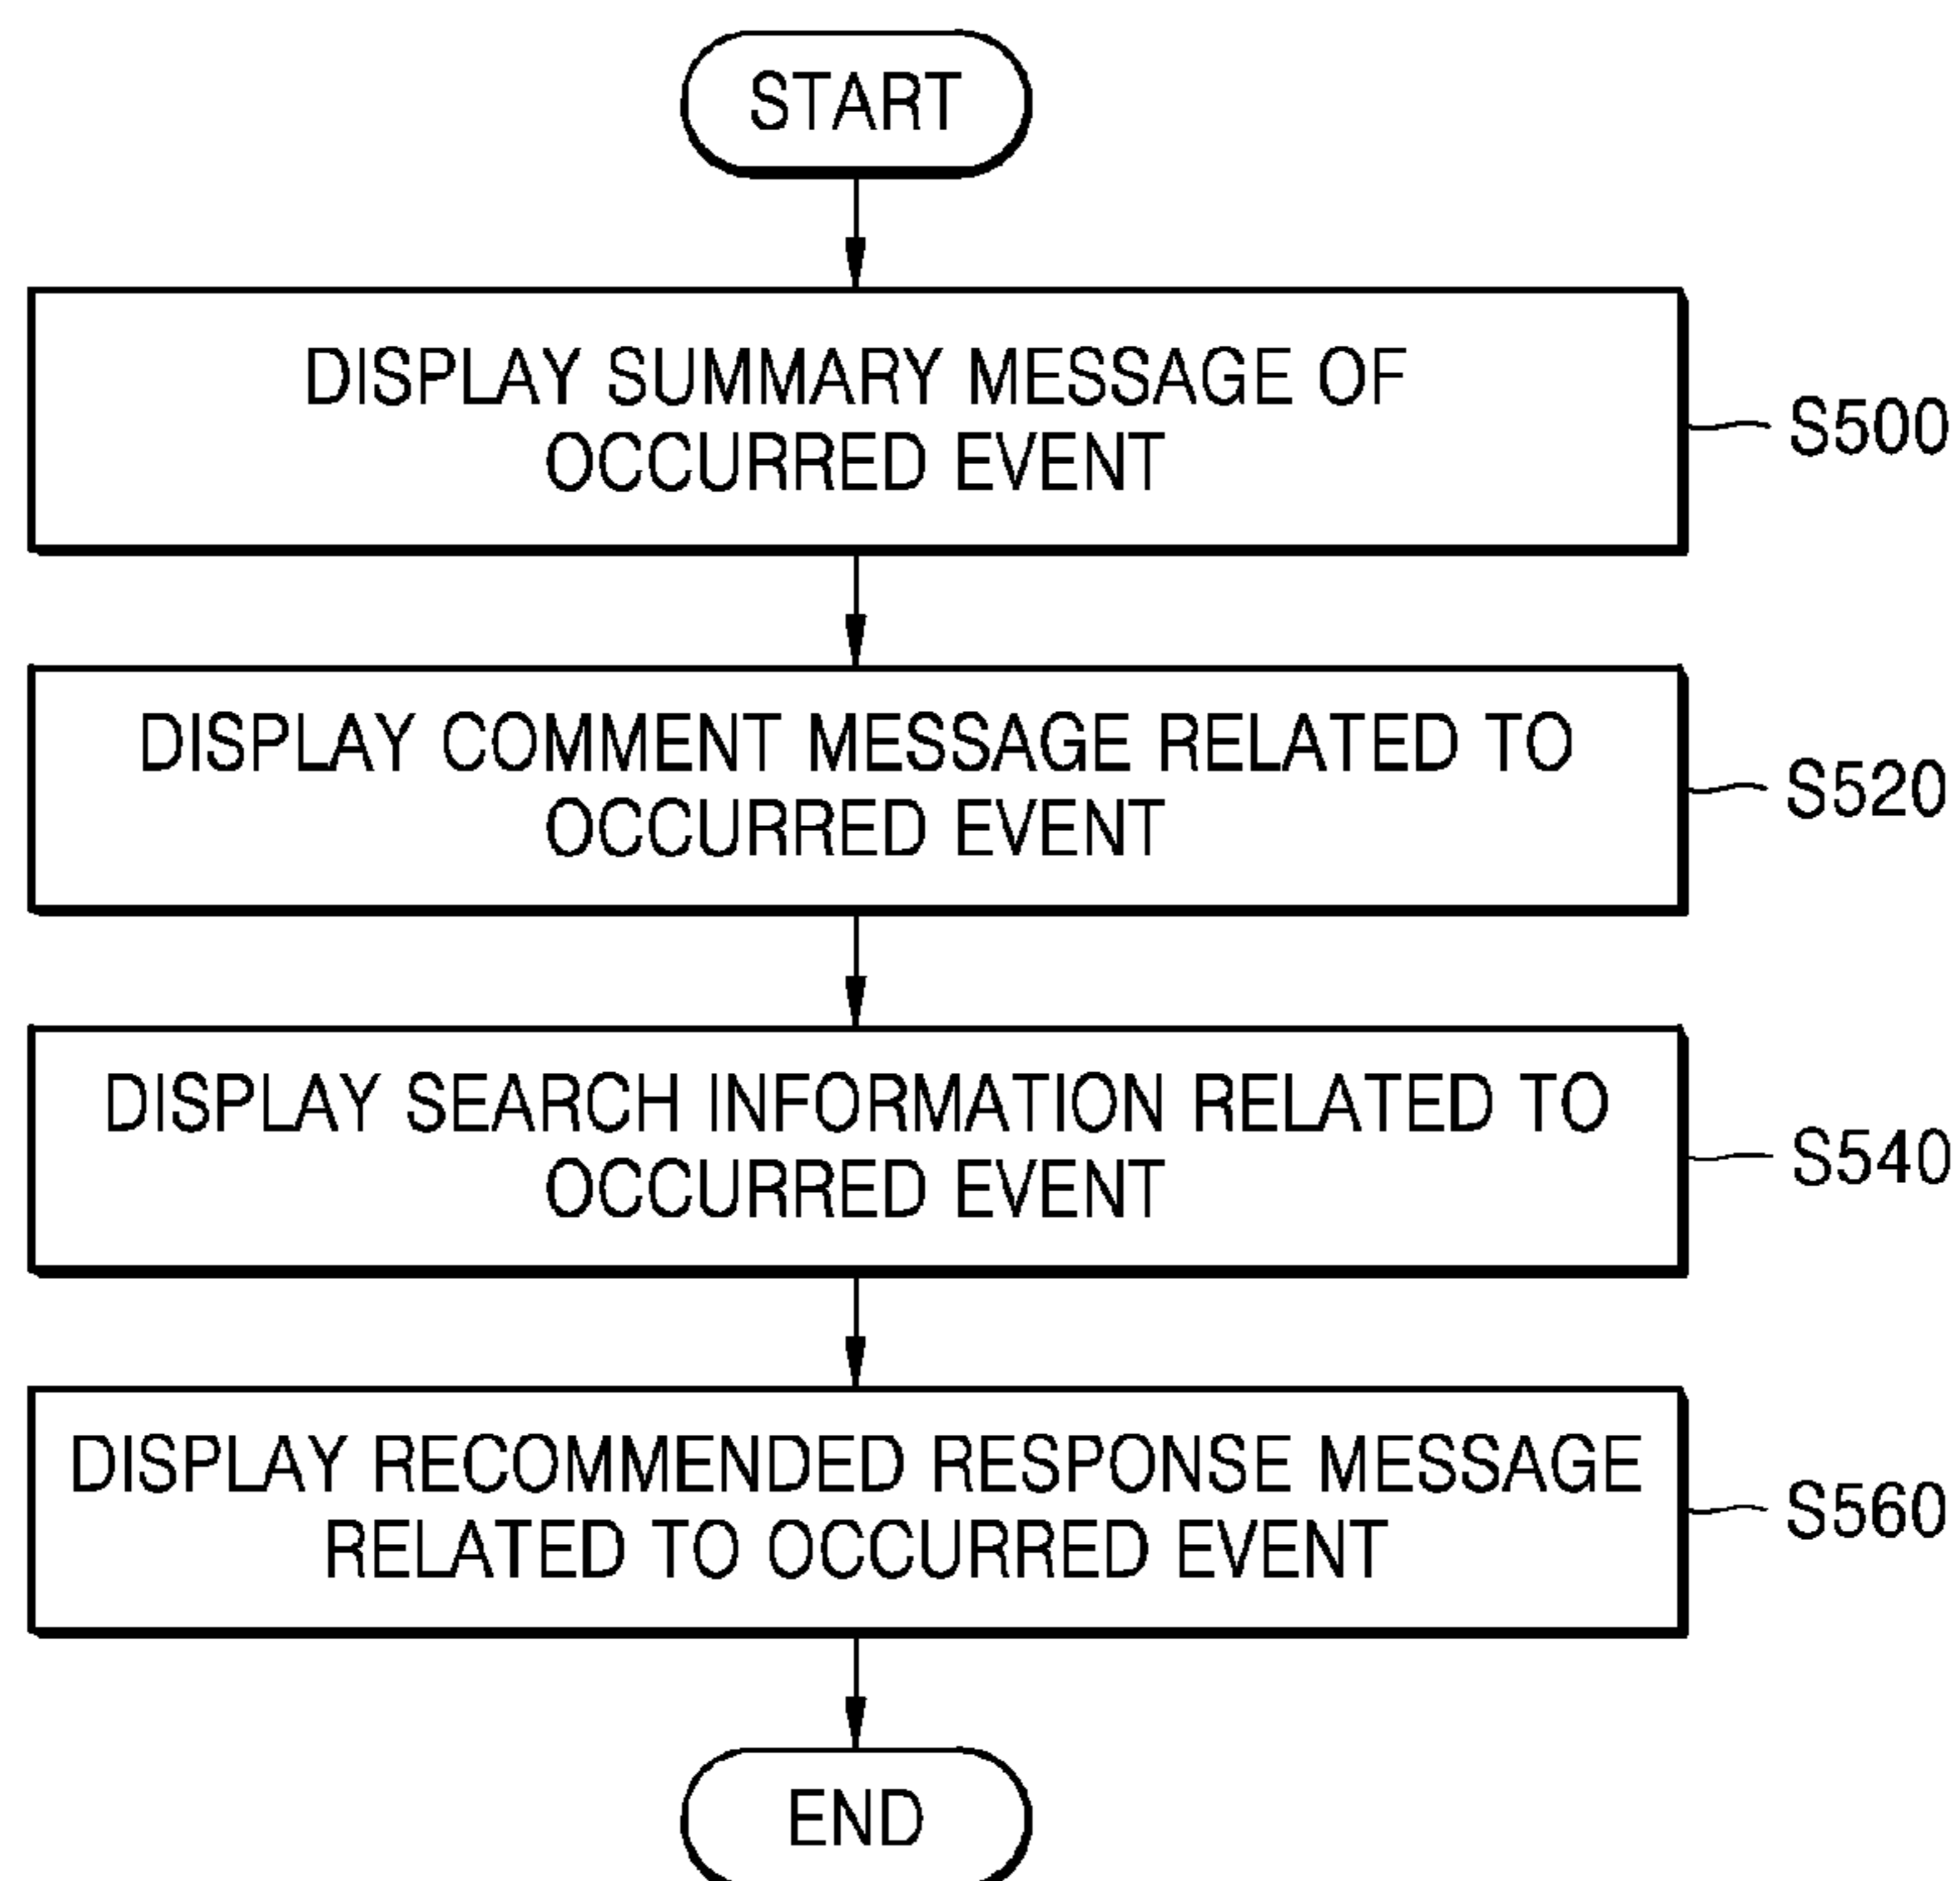 START
DISPLAY SUMMARY MESSAGE OF
OCCURRED EVENT
S500
DISPLAY COMMENT MESSAGE RELATED TO
OCCURRED EVENT
S520
DISPLAY SEARCH INFORMATION RELATED TO
OCCURRED EVENT
S540
DISPLAY RECOMMENDED RESPONSE MESSAGE
RELATED TO OCCURRED EVENT
S560
END